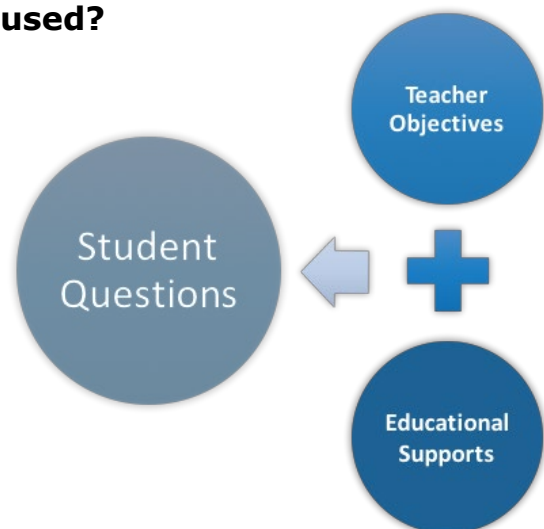 used?
Teacher
Objectives
Student
Questions
Educational
Supports